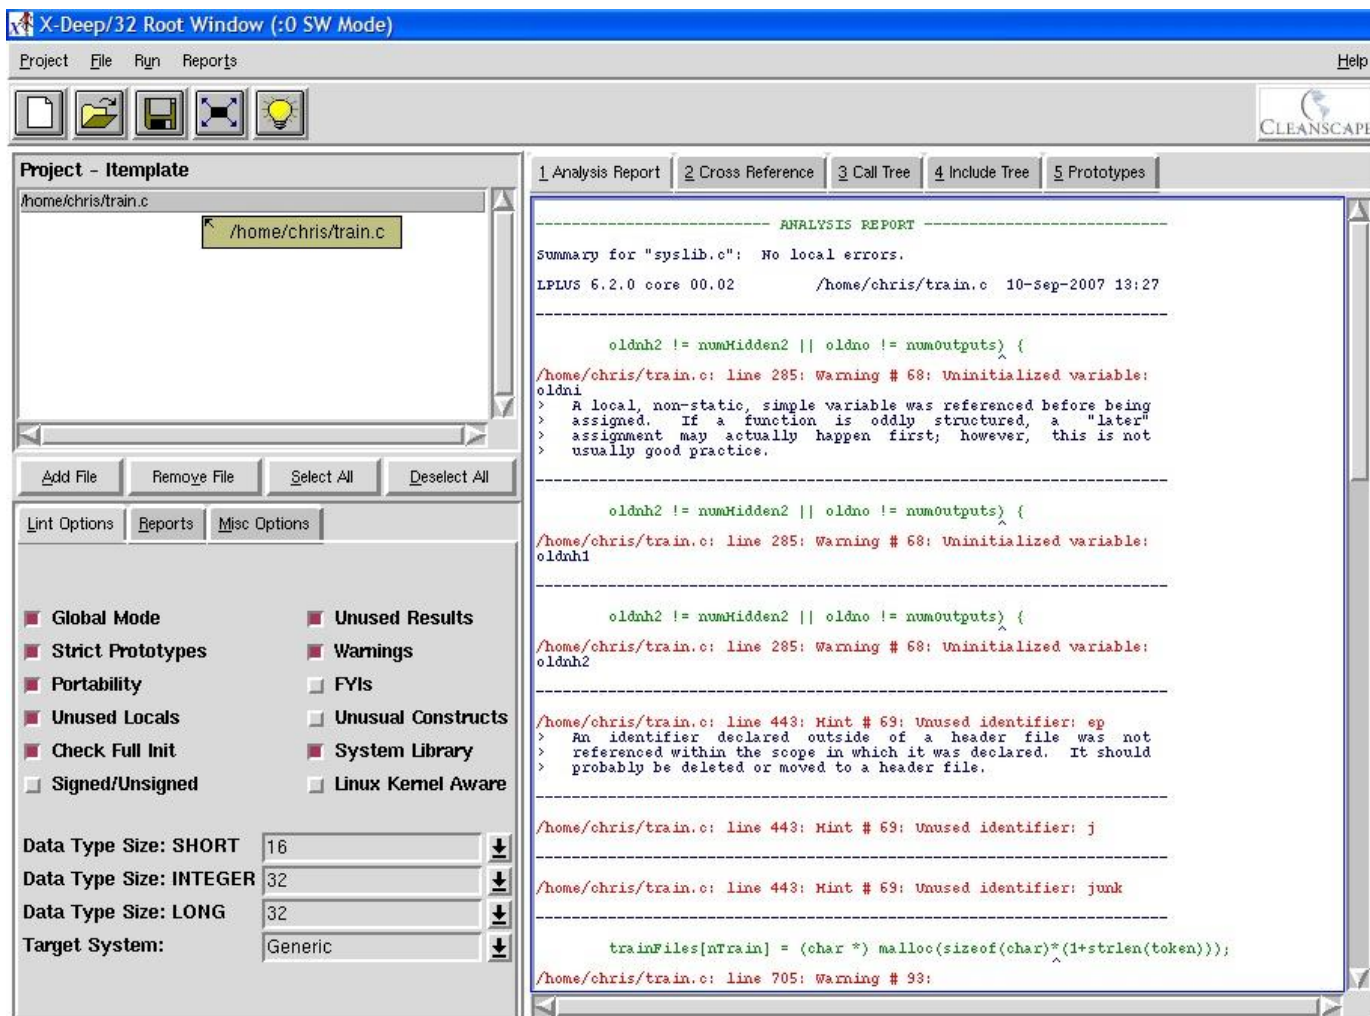 X-Deep/32 Root Window (:0 SW Mode)
Project File Run Reports Help
CLEANSCAPE
Project - ltemplate
/home/chris/train.c
/home/chris/train.c
Add File Remove File Select All Deselect All
Lint Options Reports Misc Options
Global Mode Unused Results
Strict Prototypes Warnings
Portability FYIs
Unused Locals Unusual Constructs
Check Full Init System Library
Signed/Unsigned Linux Kernel Aware
Data Type Size: SHORT 16
Data Type Size: INTEGER 32
Data Type Size: LONG 32
Target System: Generic
1 Analysis Report 2 Cross Reference 3 Call Tree 4 Include Tree 5 Prototypes
-------------------------- ANALYSIS REPORT ---------------------------
Summary for "syslib.c": No local errors.
LPLUS 6.2.0 core 00.02 /home/chris/train.c 10-Sep-2007 13:27
----------------------------------------------------------------------
oldnh2 != numHidden2 || oldno != numOutputs) {
^
/home/chris/train.c: line 285: Warning # 68: Uninitialized variable:
oldni
> A local, non-static, simple variable was referenced before being
> assigned. If a function is oddly structured, a "later"
> assignment may actually happen first; however, this is not
> usually good practice.
----------------------------------------------------------------------
oldnh2 != numHidden2 || oldno != numOutputs) {
^
/home/chris/train.c: line 285: Warning # 68: Uninitialized variable:
oldnh1
----------------------------------------------------------------------
oldnh2 != numHidden2 || oldno != numOutputs) {
^
/home/chris/train.c: line 285: Warning # 68: Uninitialized variable:
oldnh2
----------------------------------------------------------------------
/home/chris/train.c: line 443: Hint # 69: Unused identifier: ep
> An identifier declared outside of a header file was not
> referenced within the scope in which it was declared. It should
> probably be deleted or moved to a header file.
----------------------------------------------------------------------
/home/chris/train.c: line 443: Hint # 69: Unused identifier: j
----------------------------------------------------------------------
/home/chris/train.c: line 443: Hint # 69: Unused identifier: junk
----------------------------------------------------------------------
trainFiles[nTrain] = (char *) malloc(sizeof(char)*(1+strlen(token)));
^
/home/chris/train.c: line 705: Warning # 93: